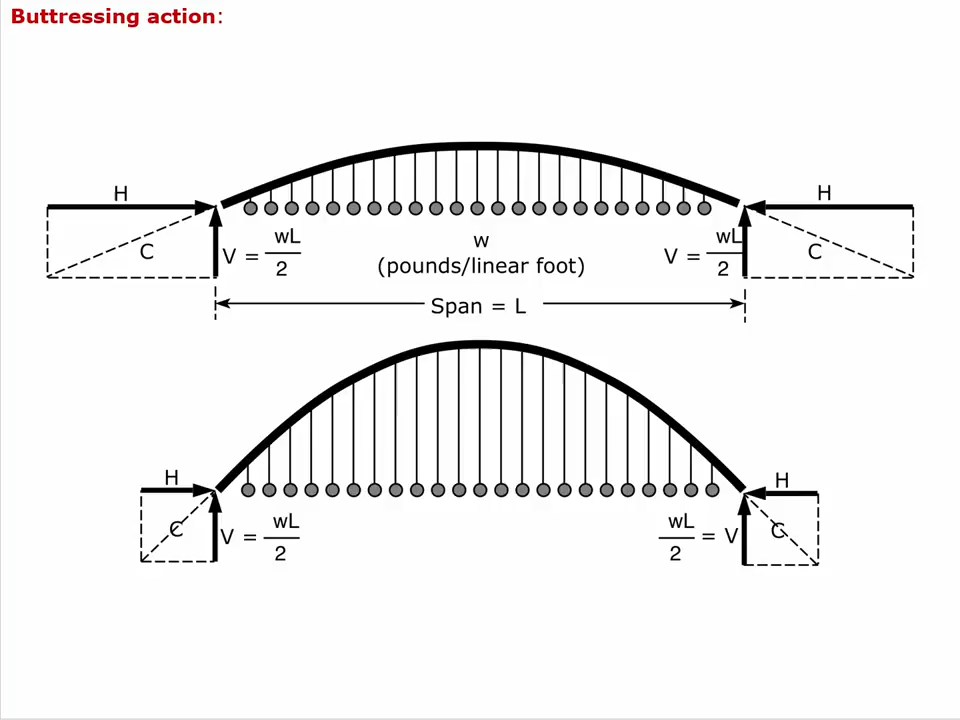 Buttressing action:
H
H
C
V = wL
2
w
(pounds/linear foot)
V = wL
2
C
Span = L
H
H
C
V = wL
2
wL = V
2
C